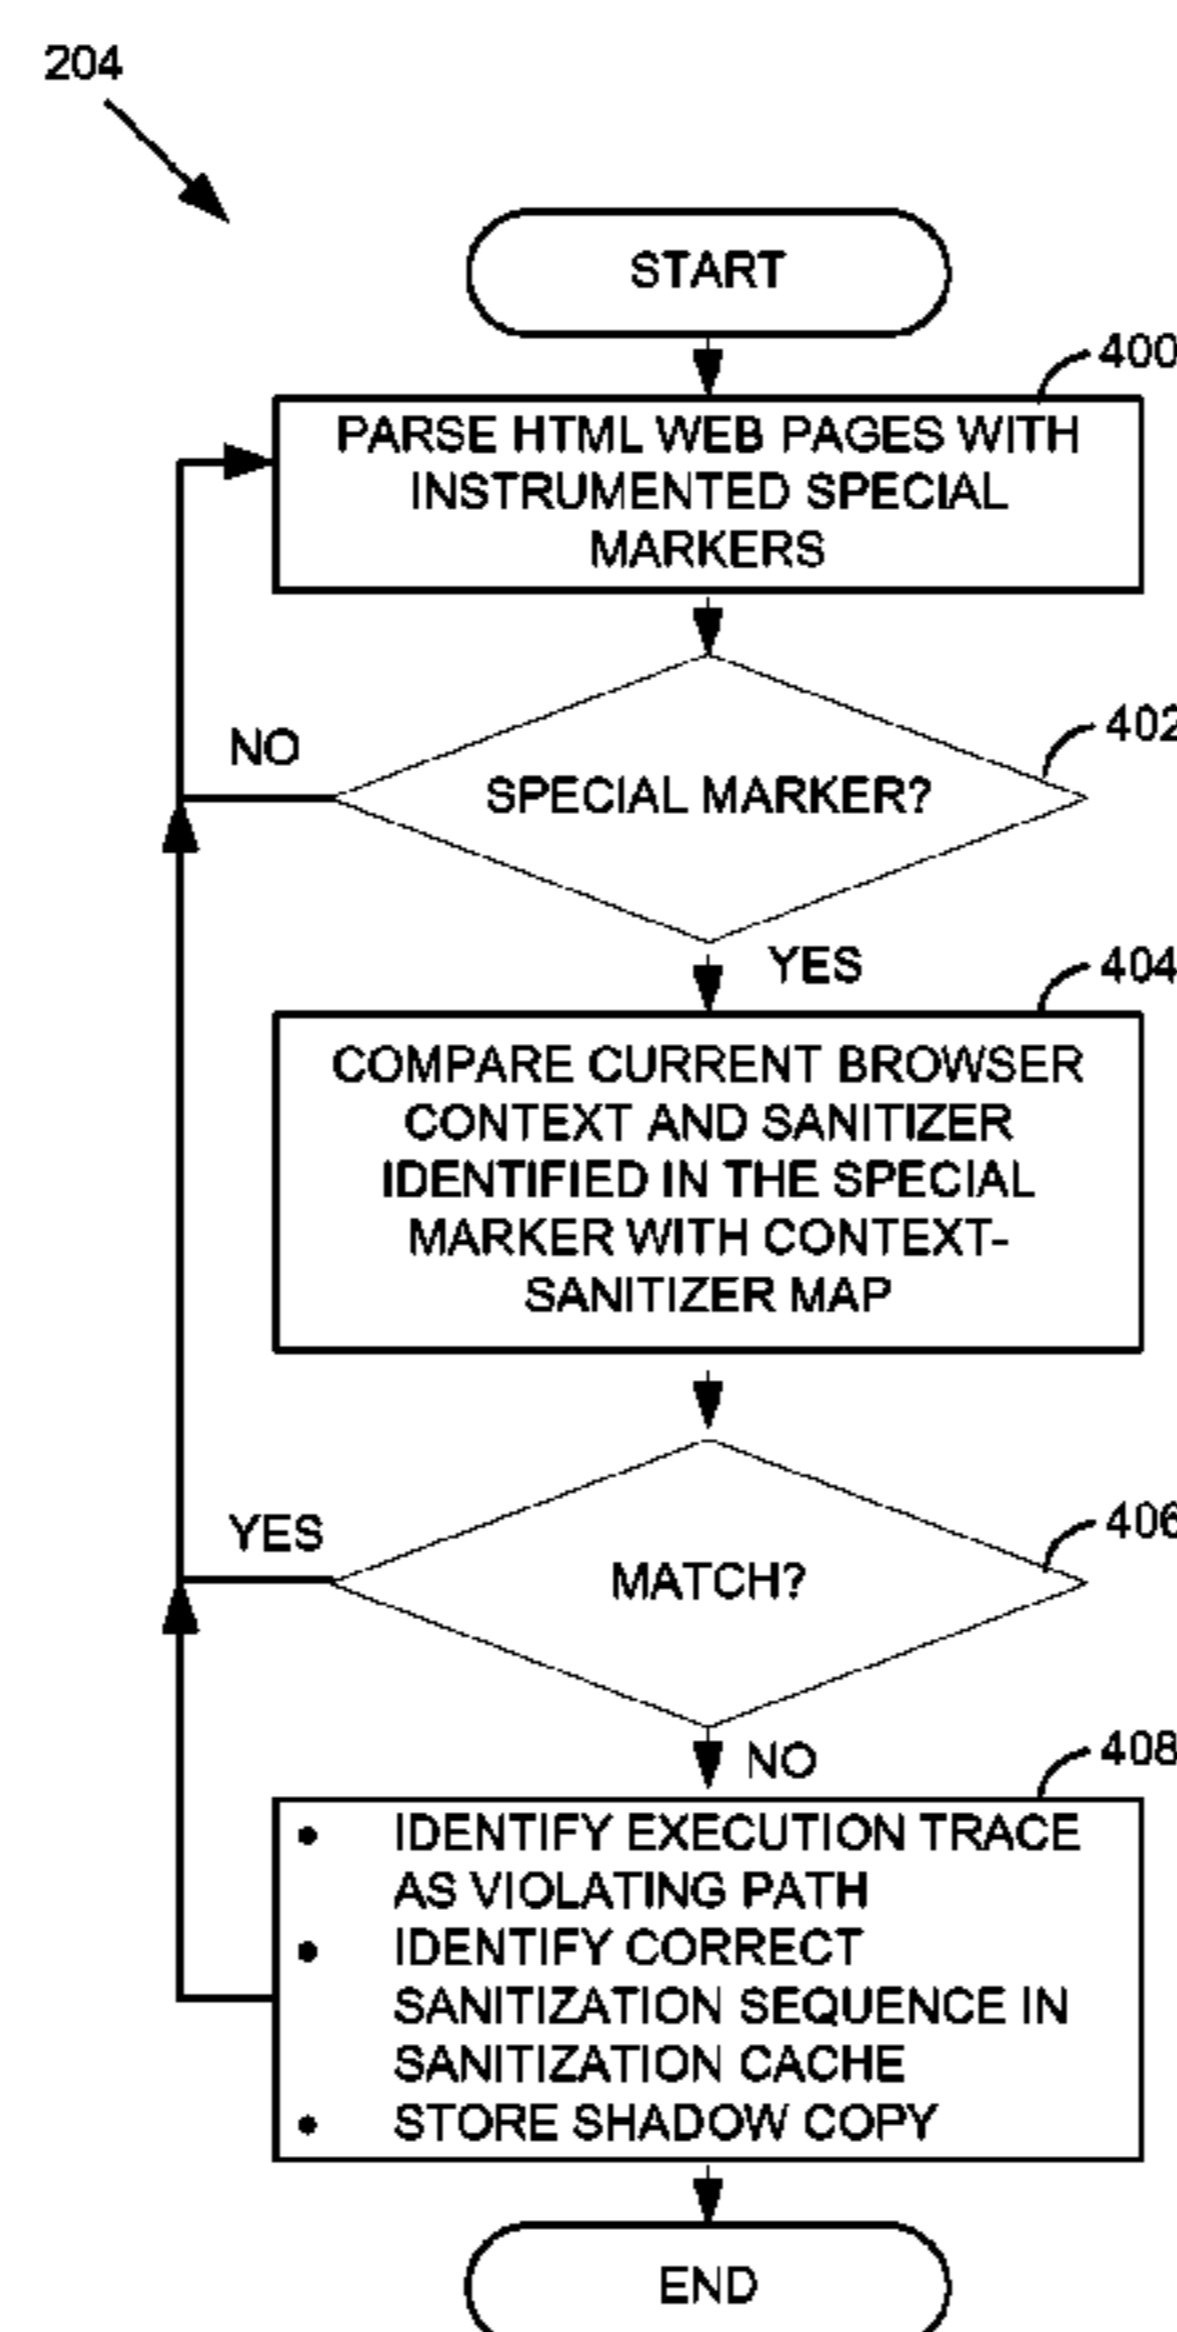 204
START
400
PARSE HTML WEB PAGES WITH
INSTRUMENTED SPECIAL
MARKERS
402
NO
SPECIAL MARKER?
YES
404
COMPARE CURRENT BROWSER
CONTEXT AND SANITIZER
IDENTIFIED IN THE SPECIAL
MARKER WITH CONTEXT-
SANITIZER MAP
406
YES
MATCH?
NO
408
• IDENTIFY EXECUTION TRACE
AS VIOLATING PATH
• IDENTIFY CORRECT
SANITIZATION SEQUENCE IN
SANITIZATION CACHE
• STORE SHADOW COPY
END